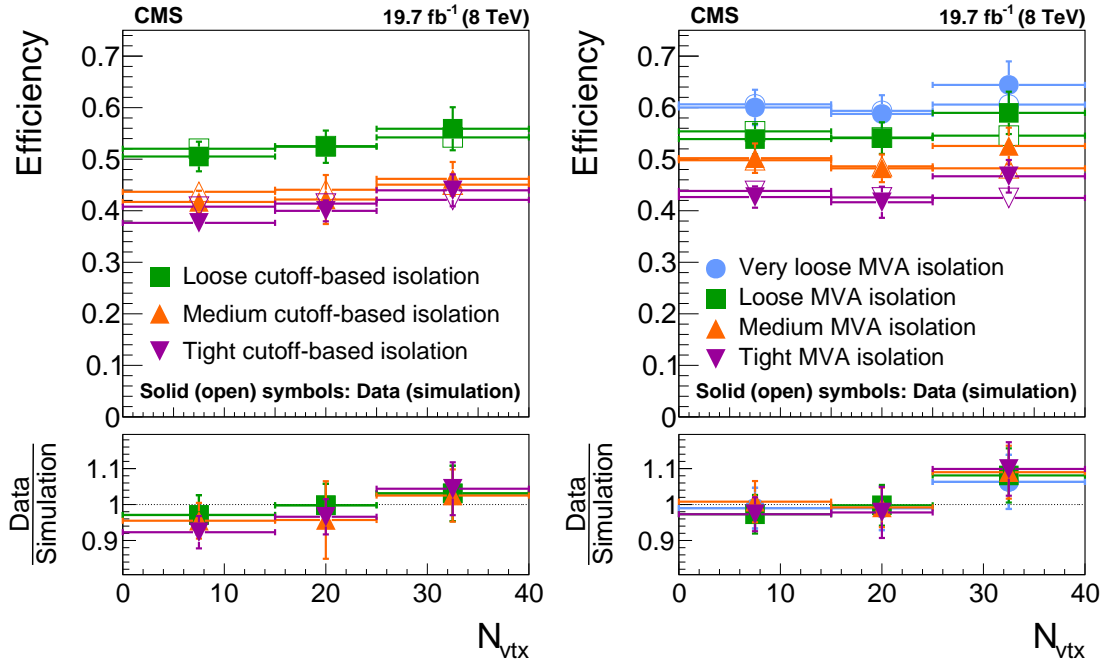 CMS 19.7 fb⁻¹ (8 TeV)
Efficiency
0.7
0.6
0.5
0.4
0.3
0.2
0.1
0
Loose cutoff-based isolation
Medium cutoff-based isolation
Tight cutoff-based isolation
Solid (open) symbols: Data (simulation)
Data
Simulation
1.1
1
0.9
0 10 20 30 40
N_vtx
CMS 19.7 fb⁻¹ (8 TeV)
Efficiency
0.7
0.6
0.5
0.4
0.3
0.2
0.1
0
Very loose MVA isolation
Loose MVA isolation
Medium MVA isolation
Tight MVA isolation
Solid (open) symbols: Data (simulation)
Data
Simulation
1.1
1
0.9
0 10 20 30 40
N_vtx